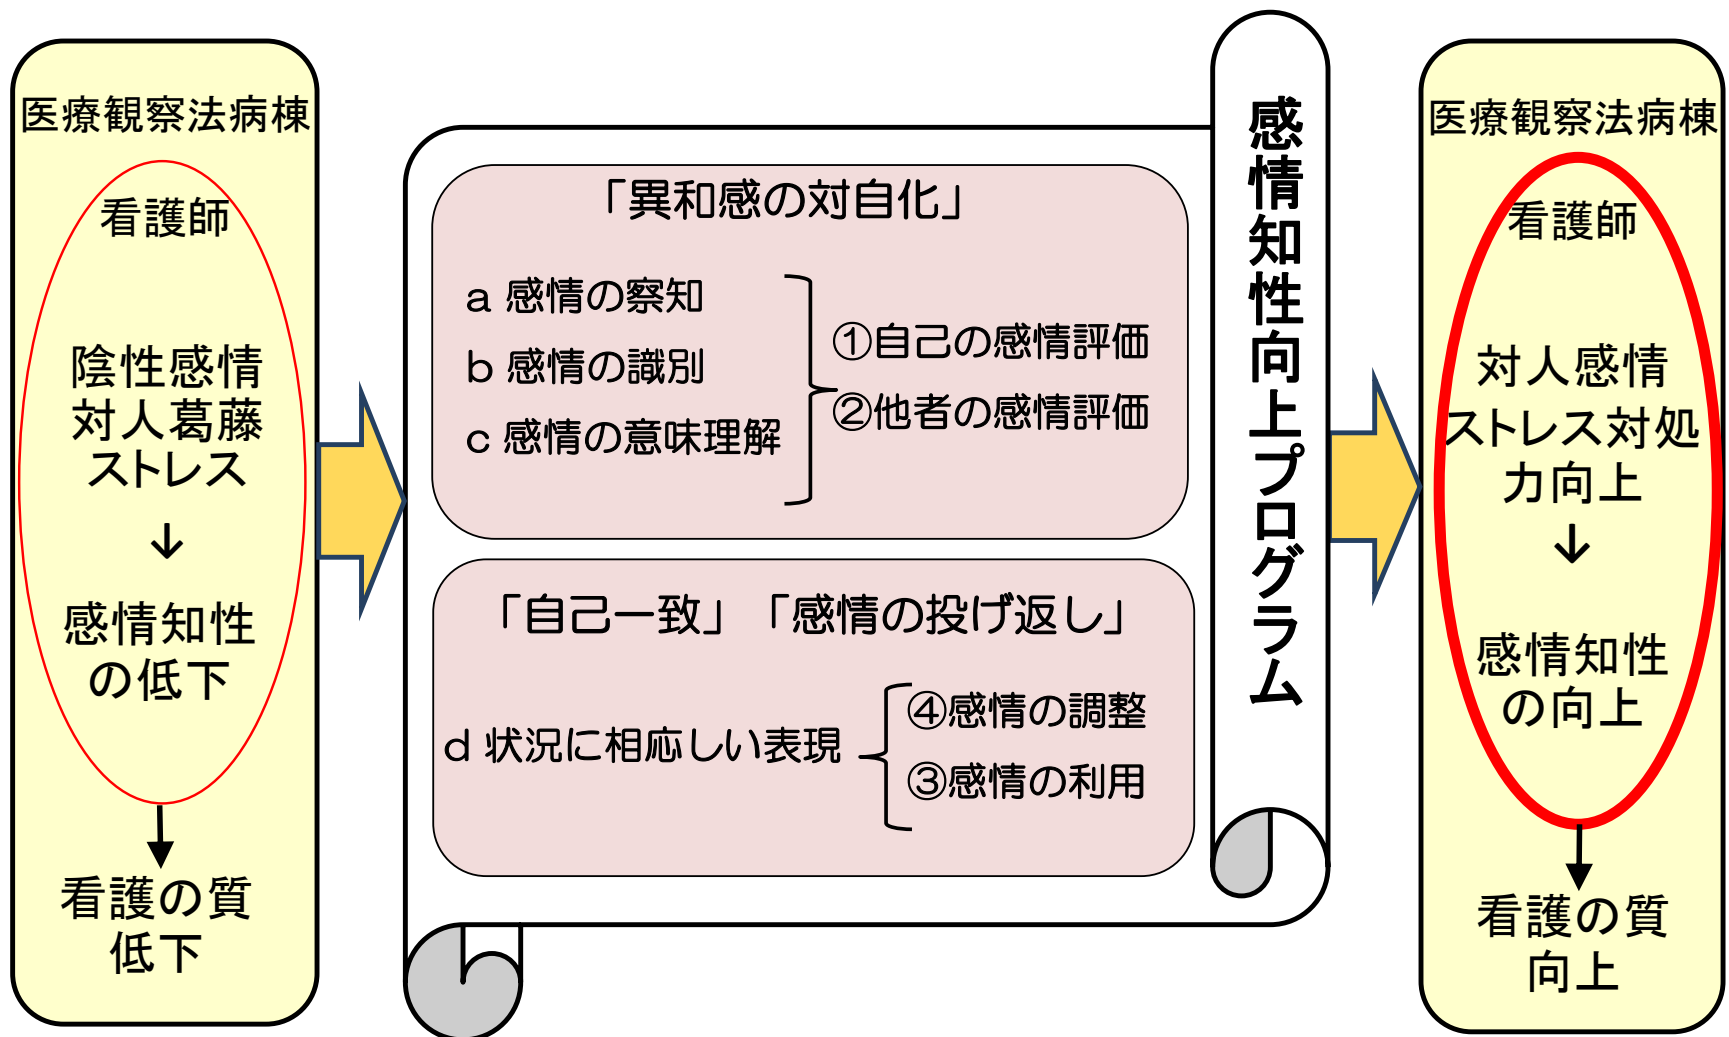 医療観察法病棟
看護師
陰性感情
対人葛藤
ストレス
↓
感情知性
の低下
看護の質
低下
「異和感の対自化」
a 感情の察知
b 感情の識別
c 感情の意味理解
①自己の感情評価
②他者の感情評価
「自己一致」「感情の投げ返し」
d 状況に相応しい表現
④感情の調整
③感情の利用
感情知性向上プログラム
医療観察法病棟
看護師
対人感情
ストレス対処
力向上
↓
感情知性
の向上
看護の質
向上